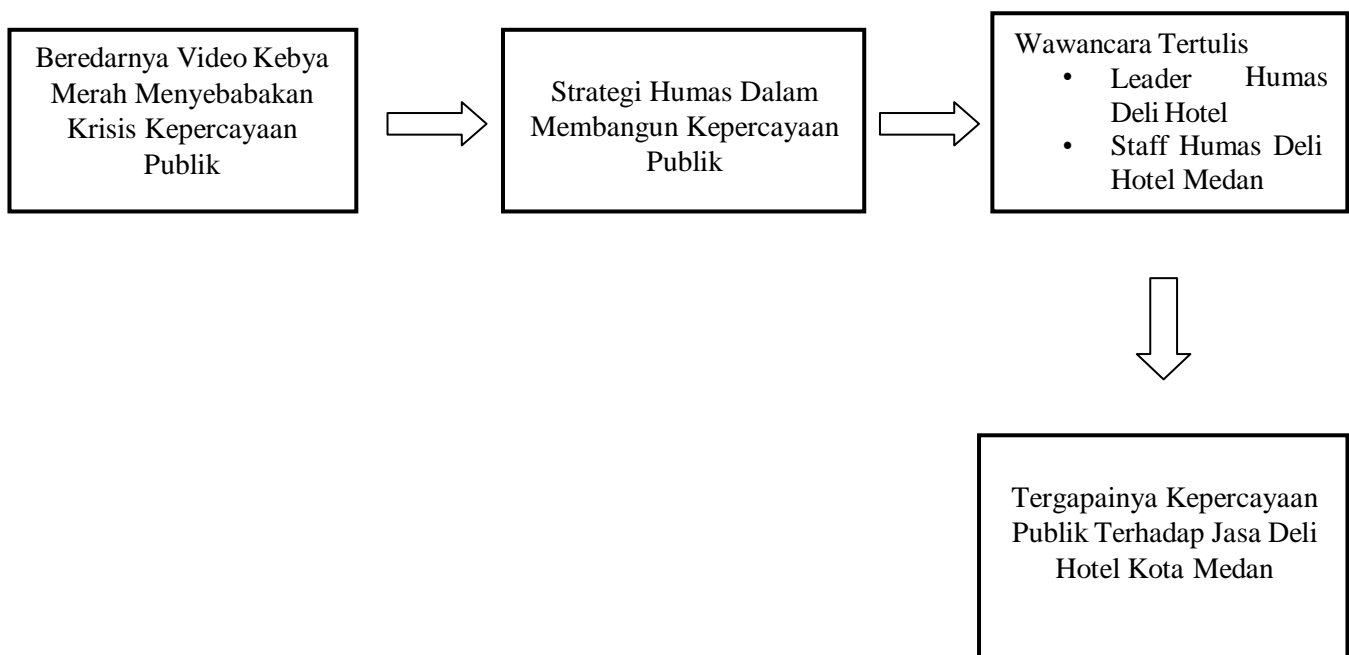 Beredarnya Video Kebya
Merah Menyebabakan
Krisis Kepercayaan
Publik
Strategi Humas Dalam
Membangun Kepercayaan
Publik
Wawancara Tertulis
• Leader Humas
Deli Hotel
• Staff Humas Deli
Hotel Medan
Tergapainya Kepercayaan
Publik Terhadap Jasa Deli
Hotel Kota Medan